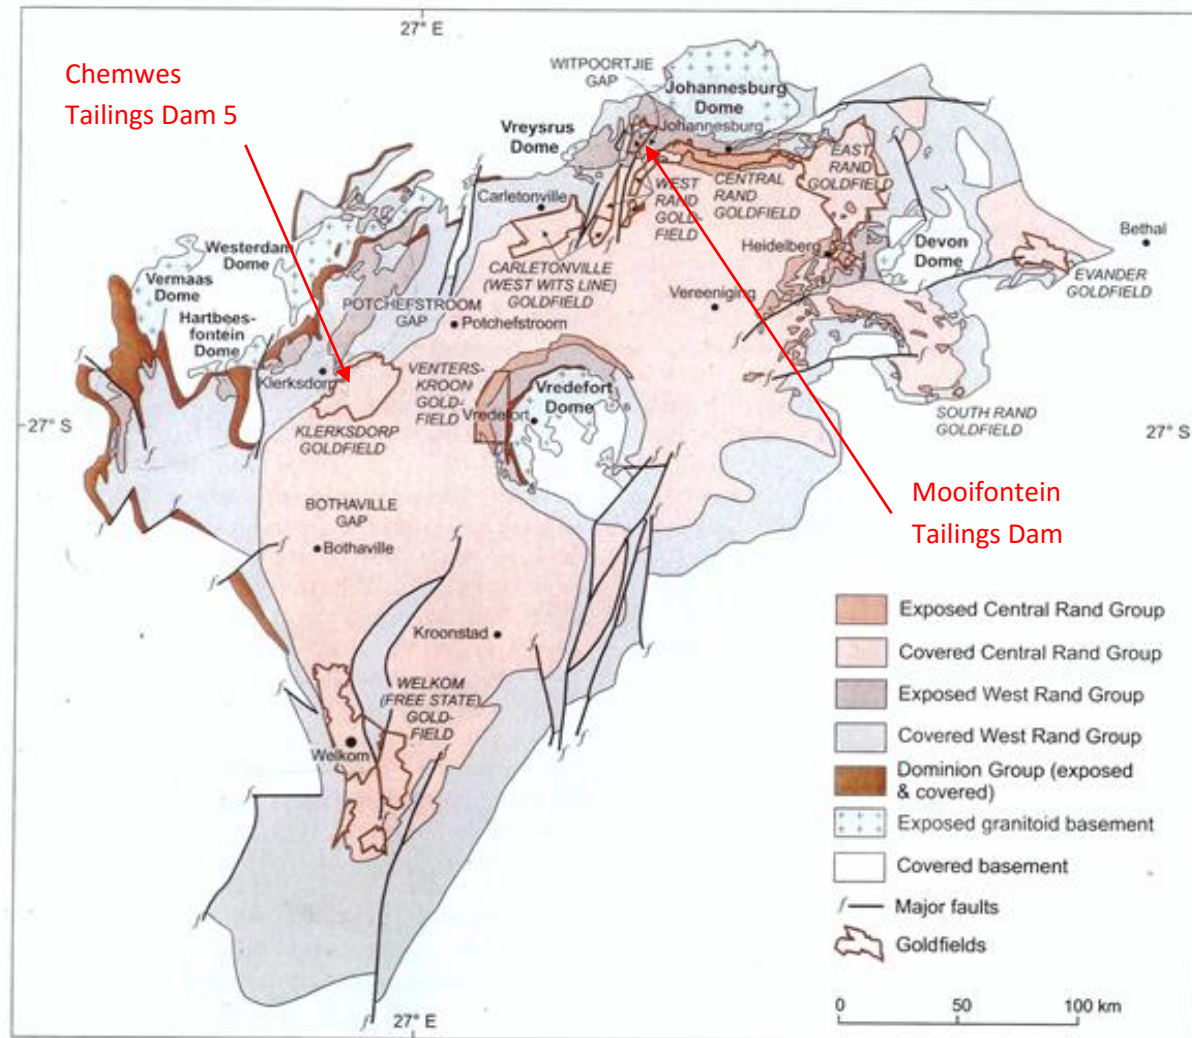 27° E
Chemwes
Tailings Dam 5
WITPOORTJIE
GAP
Johannesburg
Dome
Johannesburg
Vreysrus
Dome
EAST
RAND
GOLDFIELD
CENTRAL
RAND
GOLDFIELD
WEST
RAND
GOLD-
FIELD
Carletonville
Westerdam
Dome
Vermaas
Dome
Hartbees-
fontein
Dome
CARLETONVILLE
(WEST WITS LINE)
GOLDFIELD
Heidelberg
Devon
Dome
Bethal
EVANDER
GOLDFIELD
POTCHEFSTROOM
GAP
Potchefstroom
Vereeniging
Klerksdorp
VENTERS-
KROON
GOLD-
FIELD
Vredefort
Dome
Vredefort
SOUTH RAND
GOLDFIELD
27° S
27° S
KLERKSDORP
GOLDFIELD
Mooifontein
Tailings Dam
BOTHAVILLE
GAP
Bothaville
Kroonstad
WELKOM
(FREE STATE)
GOLD-
FIELD
Welkom
Exposed Central Rand Group
Covered Central Rand Group
Exposed West Rand Group
Covered West Rand Group
Dominion Group (exposed
& covered)
Exposed granitoid basement
Covered basement
f Major faults
Goldfields
0 50 100 km
27° E